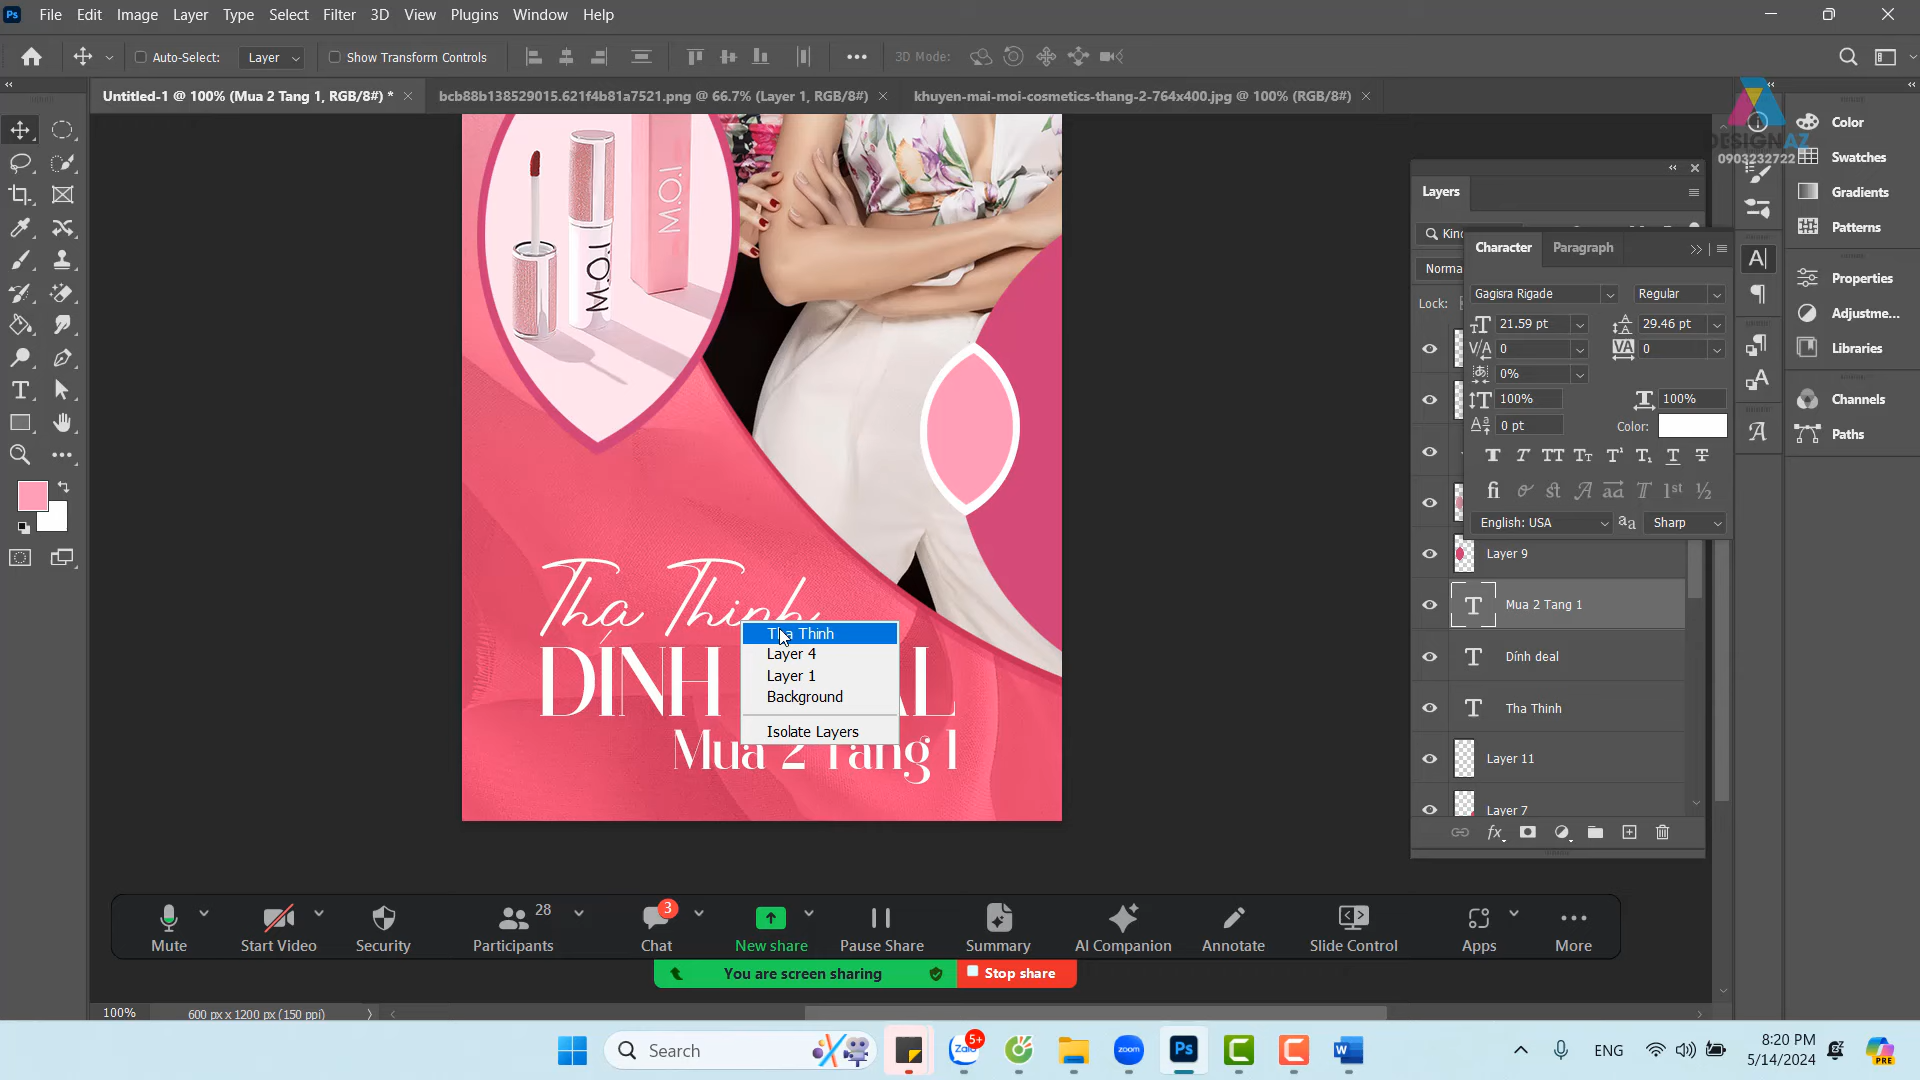 Ps File Edit Image Layer Type Select Filter 3D View Plugins Window Help
Auto-Select: Layer Show Transform Controls 3D Mode:
Untitled-1 @ 100% (Mua 2 Tang 1, RGB/8#) * bcb88b138529015.621f4b81a7521.png @ 66.7% (Layer 1, RGB/8#) khuyen-mai-moi-cosmetics-thang-2-764x400.jpg @ 100% (RGB/8#)
DESIGN AZ
0903232722
Color
Swatches
Gradients
Patterns
Properties
Adjustme...
Libraries
Channels
Paths
Layers
Kind
Norma
Lock:
Character Paragraph
Gagisra Rigade Regular
21.59 pt 29.46 pt
0 0
0%
100% 100%
0 pt Color:
English: USA Sharp
Layer 9
Mua 2 Tang 1
Dính deal
Tha Thinh
Layer 11
Layer 7
M.O.I
M.O.I
Tha Thinh
DÍNH
Mua 2 Tang 1
Tha Thinh
Layer 4
Layer 1
Background
Isolate Layers
Mute Start Video Security Participants 28 Chat 3 New share Pause Share Summary AI Companion Annotate Slide Control Apps More
You are screen sharing Stop share
100% 600 px x 1200 px (150 ppi)
Search Zalo 5+ zoom Ps ENG 8:20 PM
5/14/2024
PRE